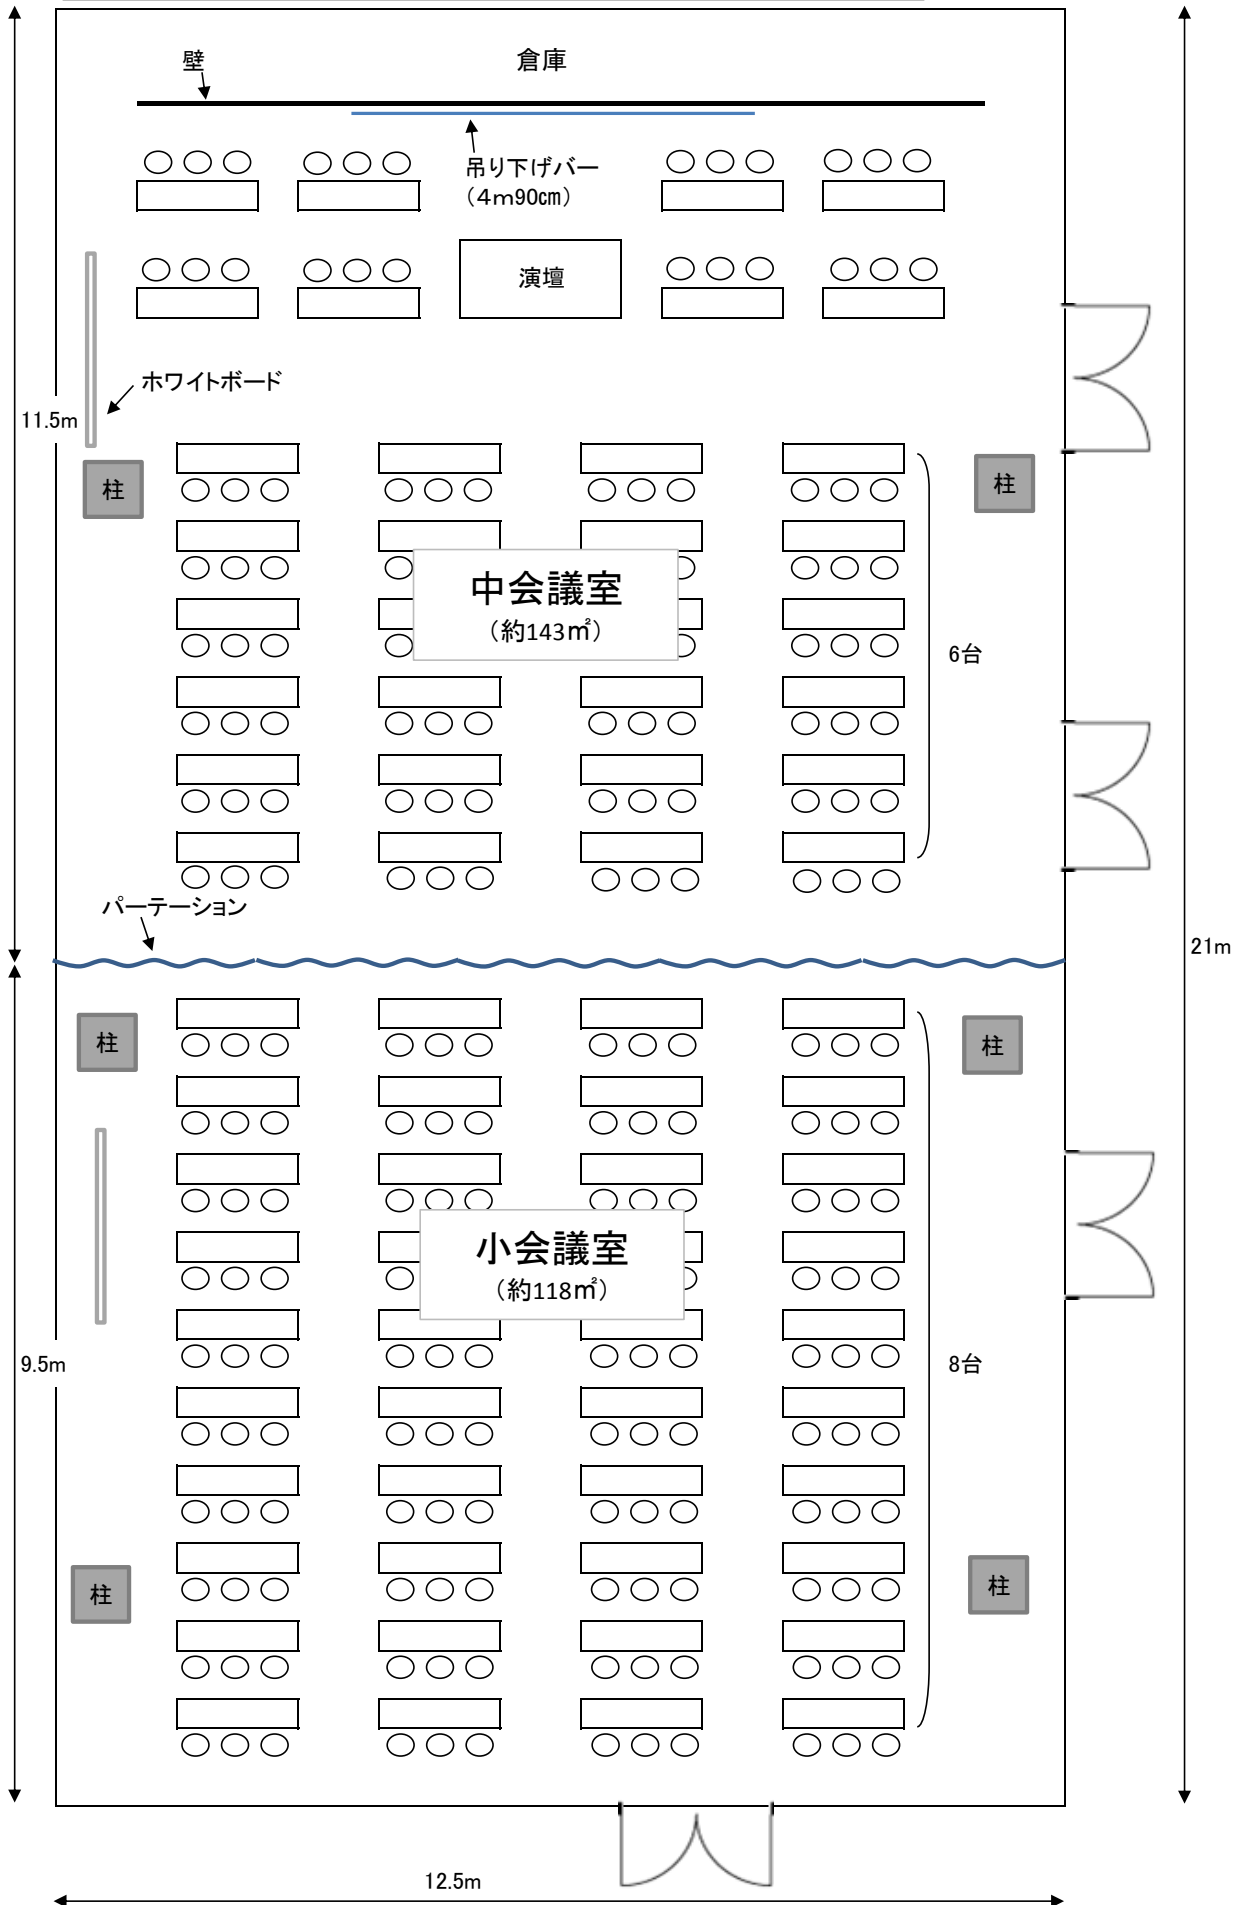 壁
倉庫
吊り下げバー
（4ｍ90㎝）
演壇
ホワイトボード
11.5m
柱
柱
中会議室
（約143㎡）
6台
パーテーション
21m
柱
柱
小会議室
（約118㎡）
9.5m
8台
柱
柱
12.5m